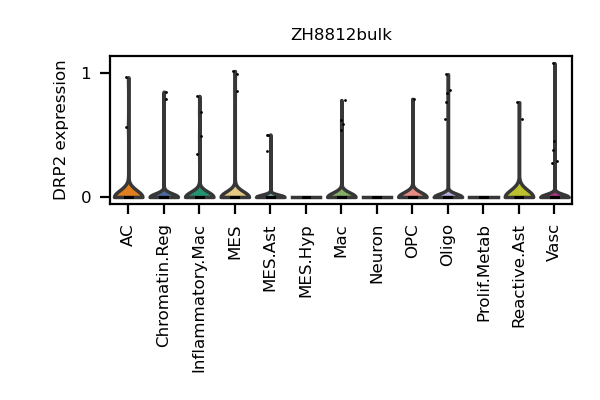 ZH8812bulk
DRP2 expression
1
0
AC
Chromatin.Reg
Inflammatory.Mac
MES
MES.Ast
MES.Hyp
Mac
Neuron
OPC
Oligo
Prolif.Metab
Reactive.Ast
Vasc